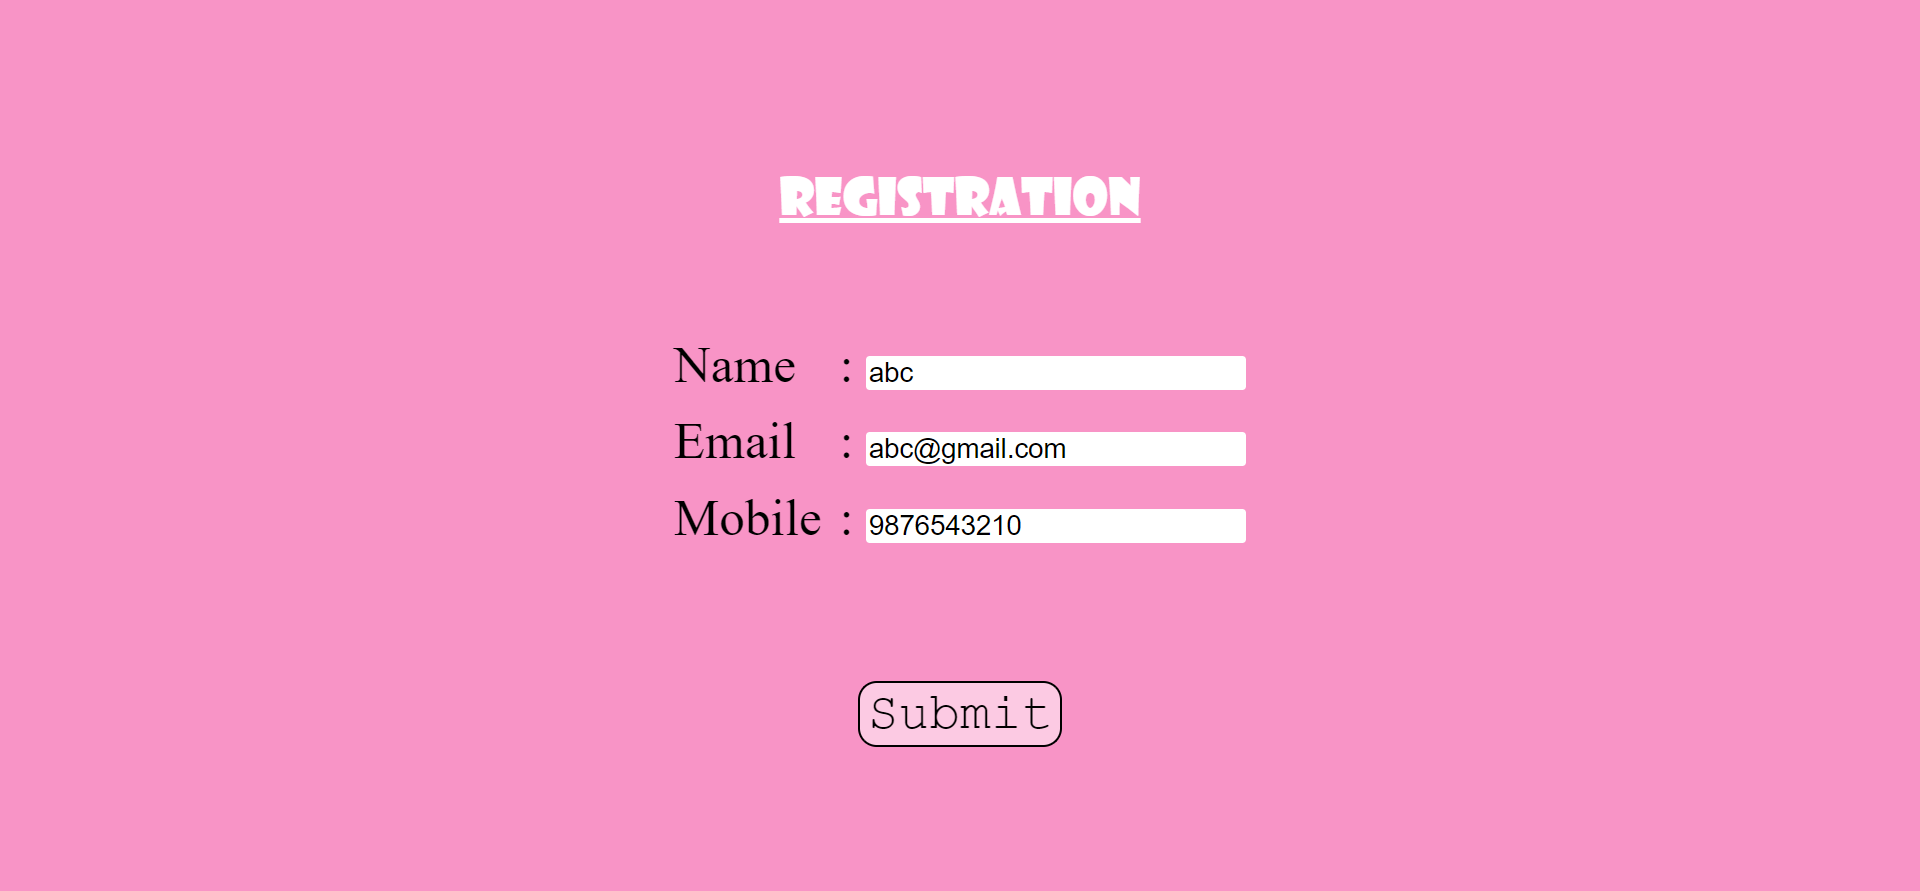 REGISTRATION
Name : abc
Email : abc@gmail.com
Mobile : 9876543210
Submit